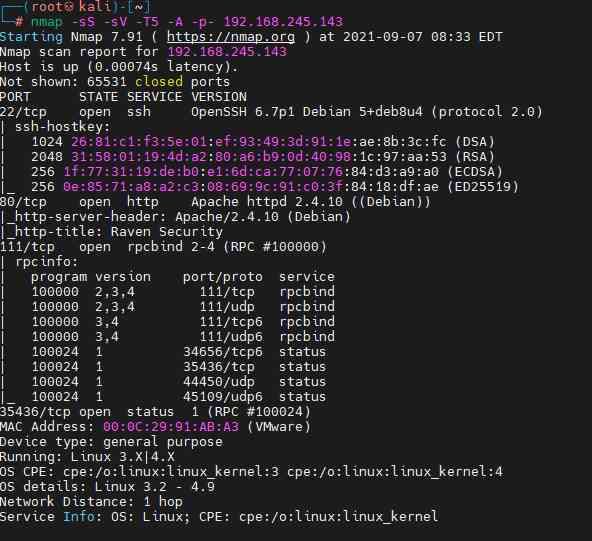 (root kali)-[~]
# nmap -sS -sV -T5 -A -p- 192.168.245.143
Starting Nmap 7.91 ( https://nmap.org ) at 2021-09-07 08:33 EDT
Nmap scan report for 192.168.245.143
Host is up (0.00074s latency).
Not shown: 65531 closed ports
PORT      STATE SERVICE VERSION
22/tcp    open  ssh     OpenSSH 6.7p1 Debian 5+deb8u4 (protocol 2.0)
| ssh-hostkey:
|   1024 26:81:c1:f3:5e:01:ef:93:49:3d:91:1e:ae:8b:3c:fc (DSA)
|   2048 31:58:01:19:4d:a2:80:a6:b9:0d:40:98:1c:97:aa:53 (RSA)
|   256 1f:77:31:19:de:b0:e1:6d:ca:77:07:76:84:d3:a9:a0 (ECDSA)
|_  256 0e:85:71:a8:a2:c3:08:69:9c:91:c0:3f:84:18:df:ae (ED25519)
80/tcp    open  http    Apache httpd 2.4.10 ((Debian))
|_http-server-header: Apache/2.4.10 (Debian)
|_http-title: Raven Security
111/tcp   open  rpcbind 2-4 (RPC #100000)
| rpcinfo:
|   program version    port/proto  service
|   100000  2,3,4        111/tcp   rpcbind
|   100000  2,3,4        111/udp   rpcbind
|   100000  3,4          111/tcp6  rpcbind
|   100000  3,4          111/udp6  rpcbind
|   100024  1          34656/tcp6  status
|   100024  1          35436/tcp   status
|   100024  1          44450/udp   status
|_  100024  1          45109/udp6  status
35436/tcp open  status  1 (RPC #100024)
MAC Address: 00:0C:29:91:AB:A3 (VMware)
Device type: general purpose
Running: Linux 3.X|4.X
OS CPE: cpe:/o:linux:linux_kernel:3 cpe:/o:linux:linux_kernel:4
OS details: Linux 3.2 - 4.9
Network Distance: 1 hop
Service Info: OS: Linux; CPE: cpe:/o:linux:linux_kernel